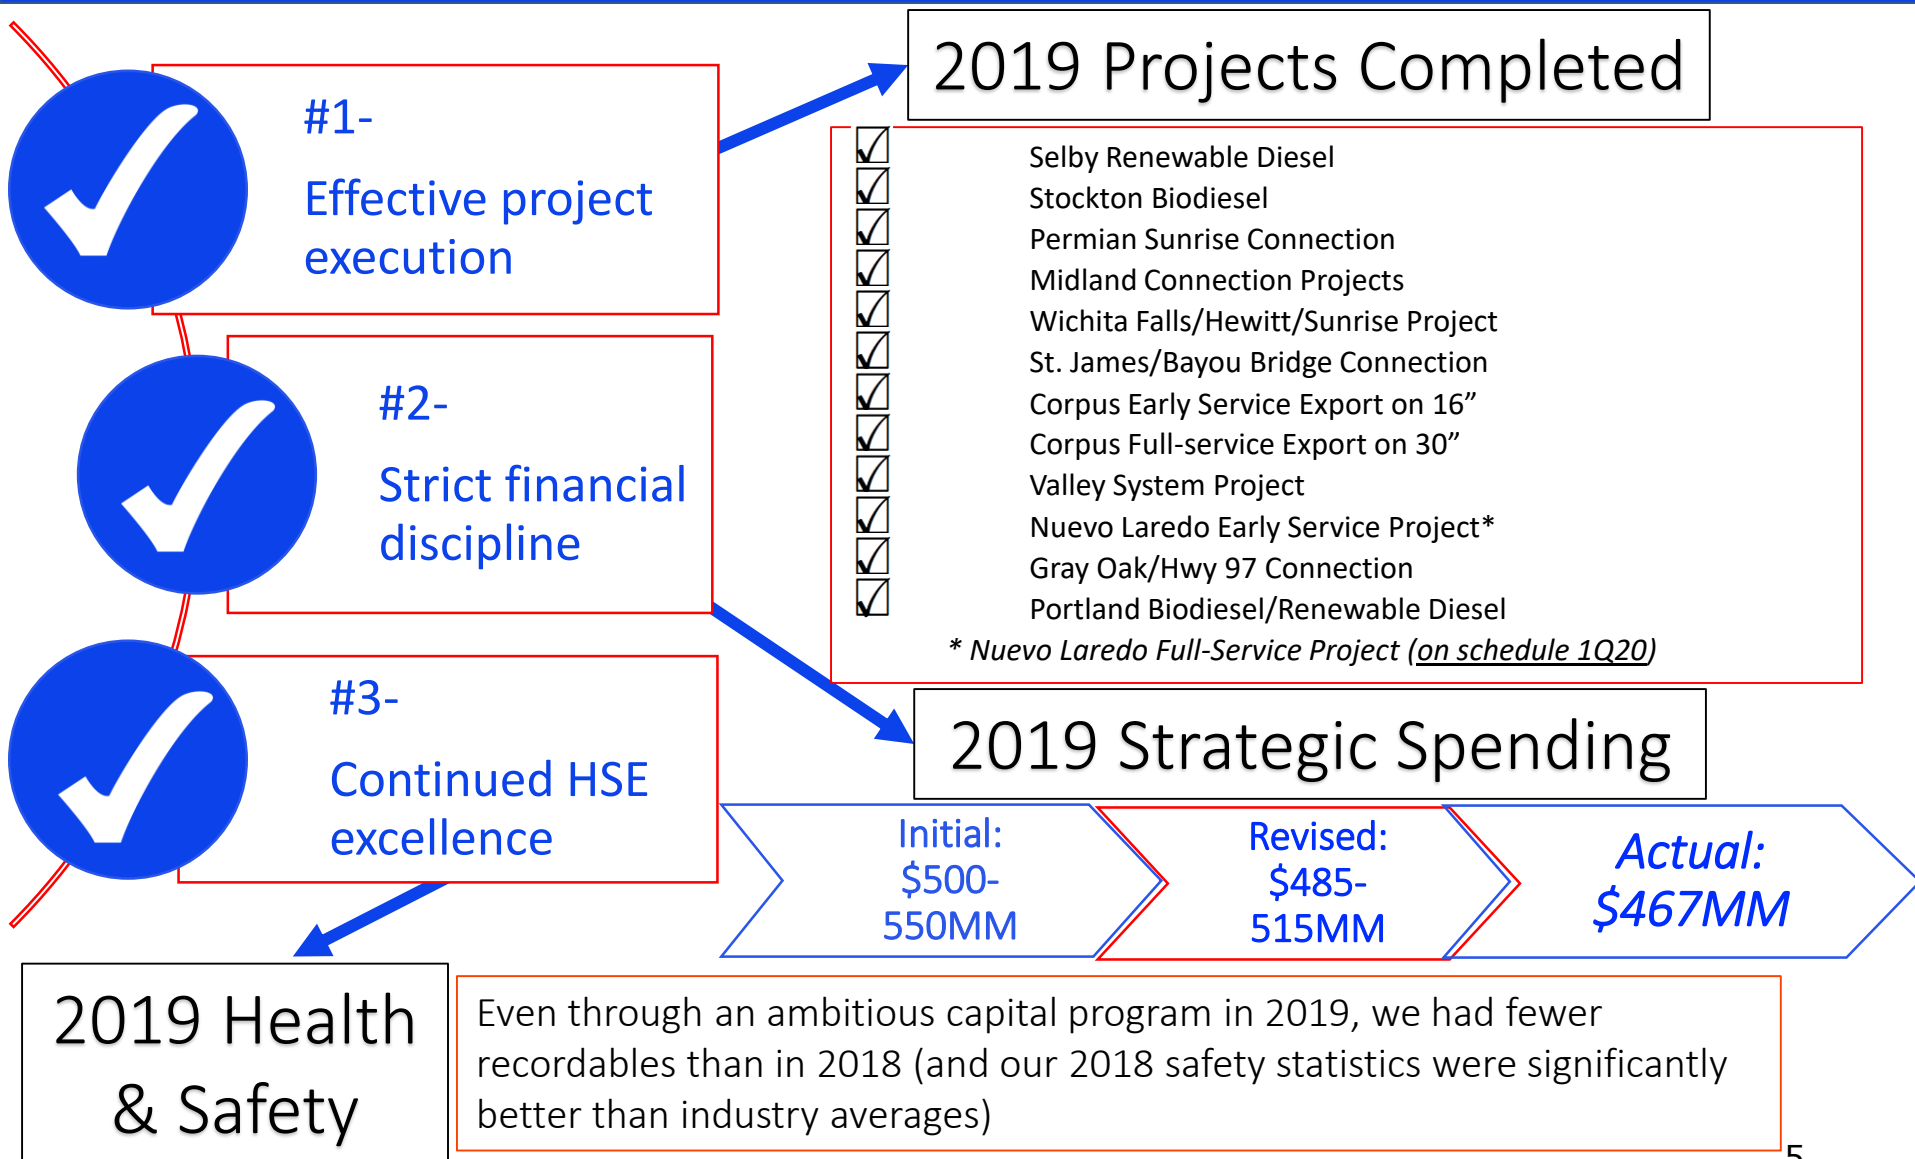 #1-
Effective project
execution
#2-
Strict financial
discipline
#3-
Continued HSE
excellence
2019 Projects Completed
Selby Renewable Diesel
Stockton Biodiesel
Permian Sunrise Connection
Midland Connection Projects
Wichita Falls/Hewitt/Sunrise Project
St. James/Bayou Bridge Connection
Corpus Early Service Export on 16”
Corpus Full-service Export on 30”
Valley System Project
Nuevo Laredo Early Service Project*
Gray Oak/Hwy 97 Connection
Portland Biodiesel/Renewable Diesel
* Nuevo Laredo Full-Service Project (on schedule 1Q20)
2019 Strategic Spending
Initial:
$500-
550MM
Revised:
$485-
515MM
Actual:
$467MM
2019 Health
& Safety
Even through an ambitious capital program in 2019, we had fewer
recordables than in 2018 (and our 2018 safety statistics were significantly
better than industry averages)
5